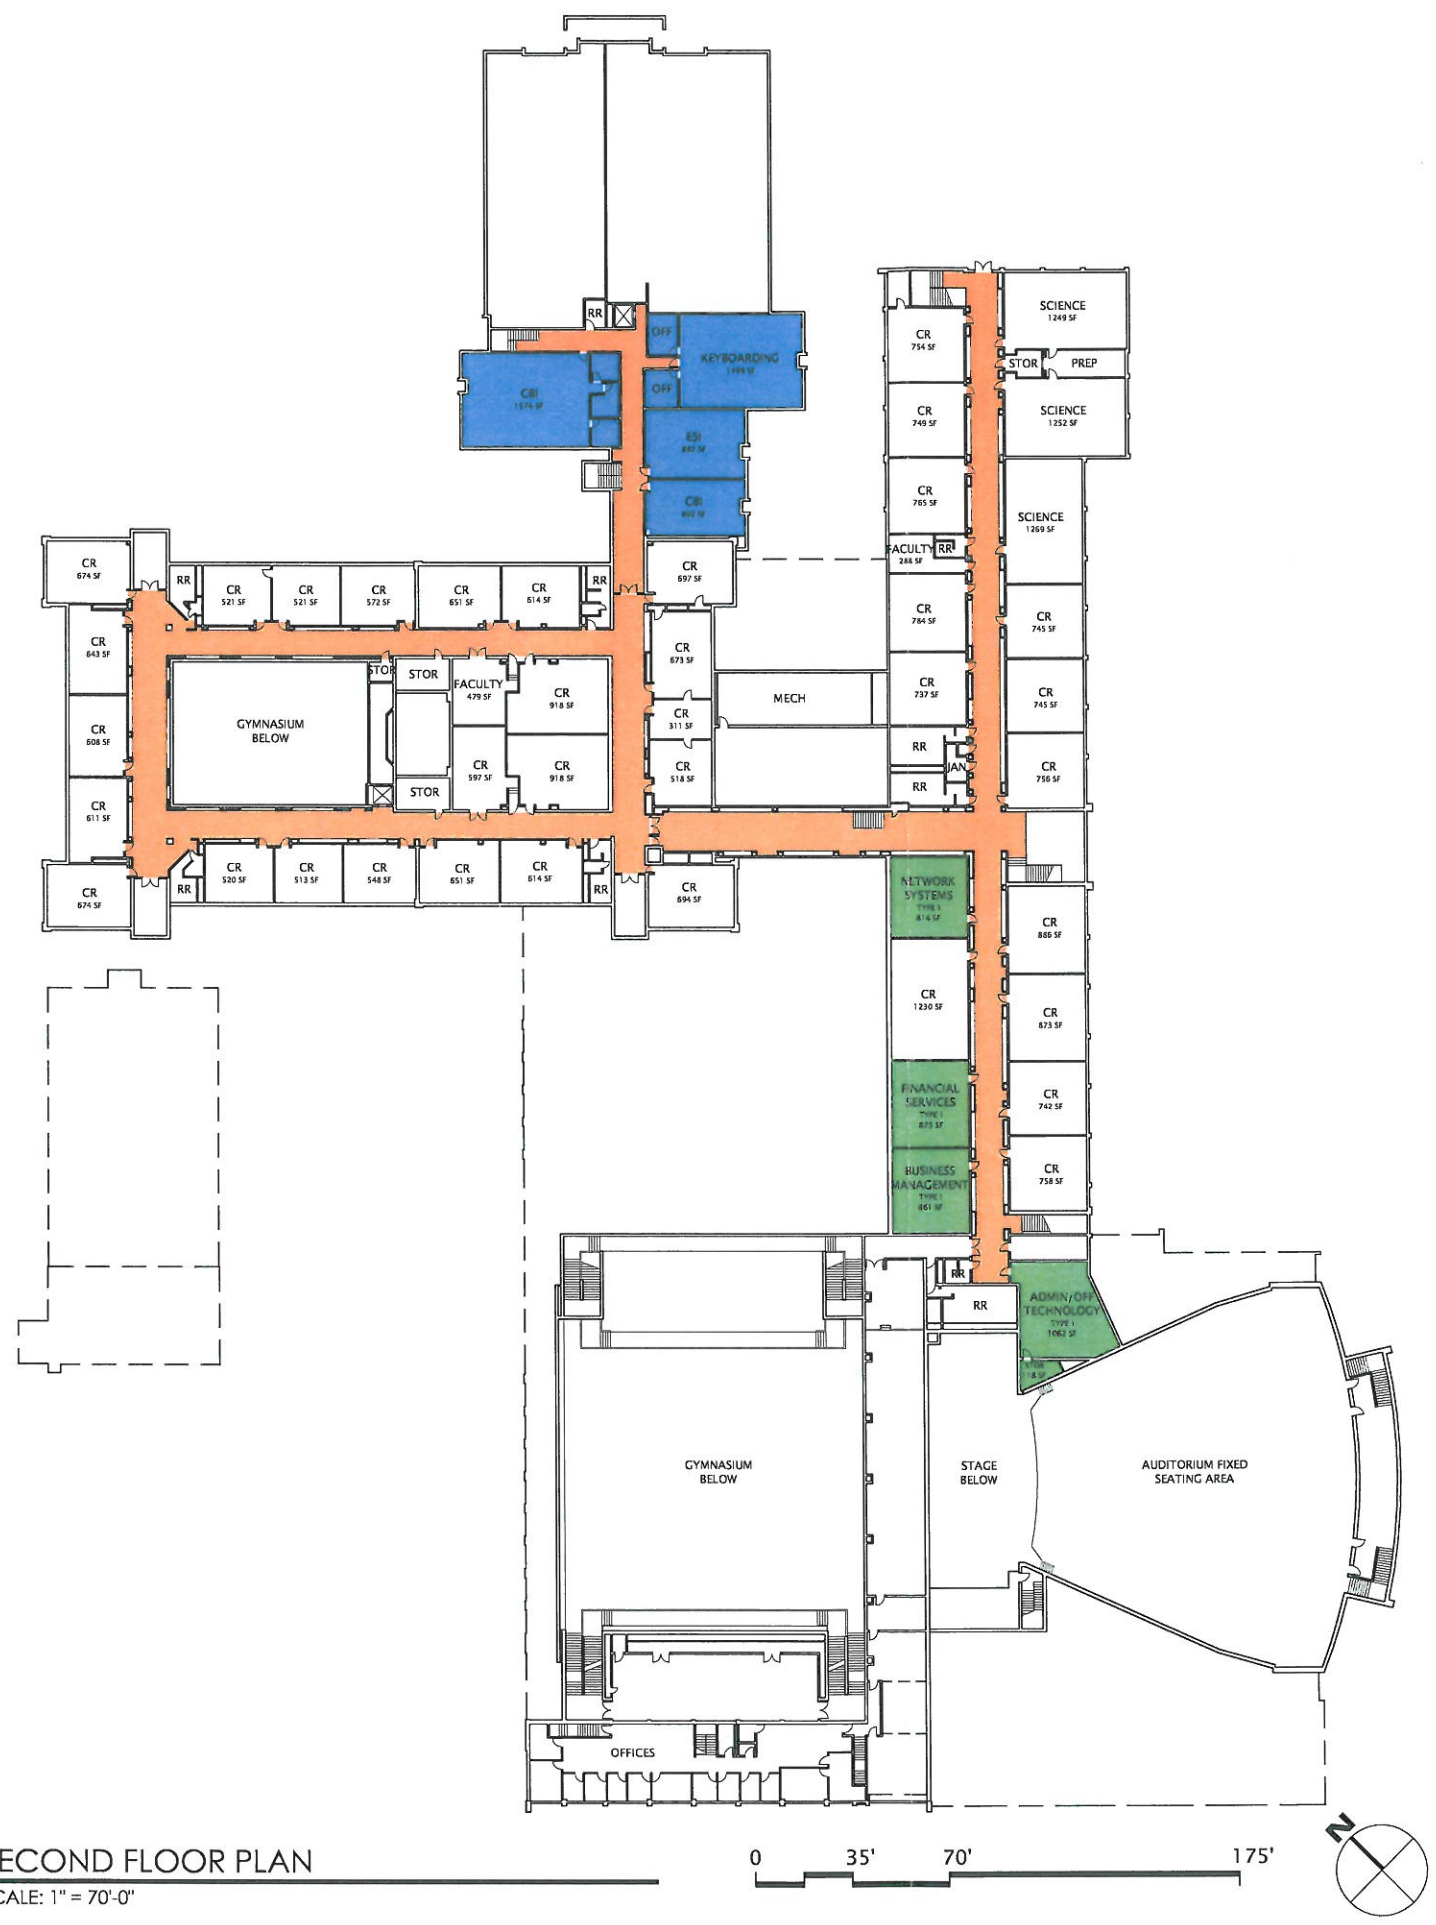 RR
OFF
KEYBOARDING
OFF
CBI
1574 SF
ESI
CBI
SCIENCE
1249 SF
CR
754 SF
STOR
PREP
CR
749 SF
SCIENCE
1252 SF
CR
765 SF
SCIENCE
1269 SF
FACULTY
288 SF
RR
CR
674 SF
RR
CR
521 SF
CR
521 SF
CR
572 SF
CR
651 SF
CR
614 SF
RR
CR
697 SF
CR
784 SF
CR
745 SF
CR
643 SF
STOR
STOR
FACULTY
479 SF
CR
918 SF
CR
673 SF
MECH
CR
737 SF
CR
745 SF
GYMNASIUM
BELOW
CR
608 SF
CR
311 SF
RR
CR
597 SF
CR
918 SF
CR
518 SF
JAN
CR
756 SF
STOR
RR
CR
611 SF
CR
674 SF
RR
CR
520 SF
CR
513 SF
CR
548 SF
CR
651 SF
CR
614 SF
RR
CR
694 SF
NETWORK
SYSTEMS
TYPE I
814 SF
CR
886 SF
CR
1230 SF
CR
873 SF
FINANCIAL
SERVICES
TYPE I
875 SF
CR
742 SF
BUSINESS
MANAGEMENT
TYPE I
861 SF
CR
758 SF
RR
RR
ADMIN/OFF
TECHNOLOGY
TYPE I
1062 SF
STOR
118 SF
GYMNASIUM
BELOW
STAGE
BELOW
AUDITORIUM FIXED
SEATING AREA
OFFICES
ECOND FLOOR PLAN
CALE: 1" = 70'-0"
0 35' 70' 175'
N